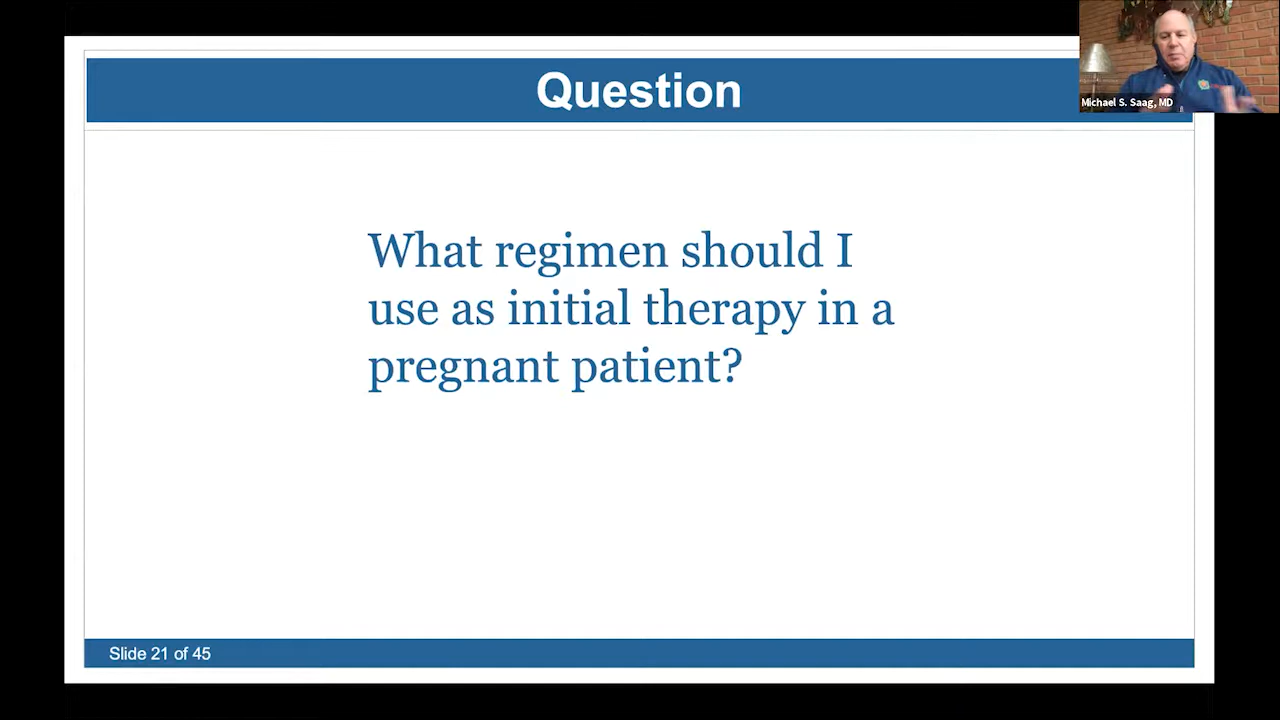 Question
Michael S. Saag, MD
What regimen should I
use as initial therapy in a
pregnant patient?
Slide 21 of 45